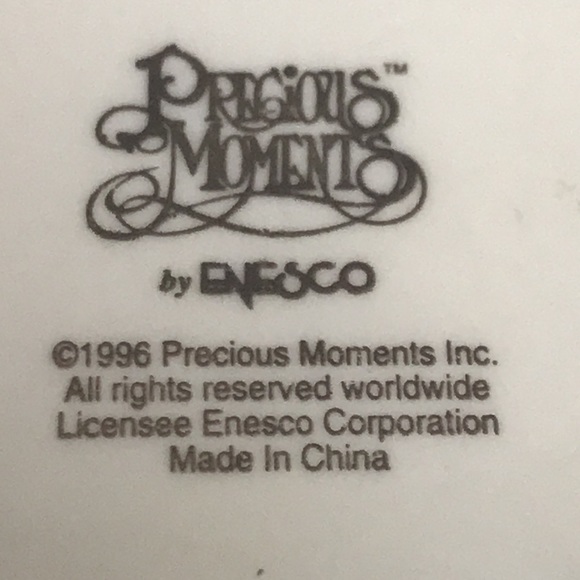 PRECIOUS™
MOMENTS
by ENESCO
©1996 Precious Moments Inc.
All rights reserved worldwide
Licensee Enesco Corporation
Made In China